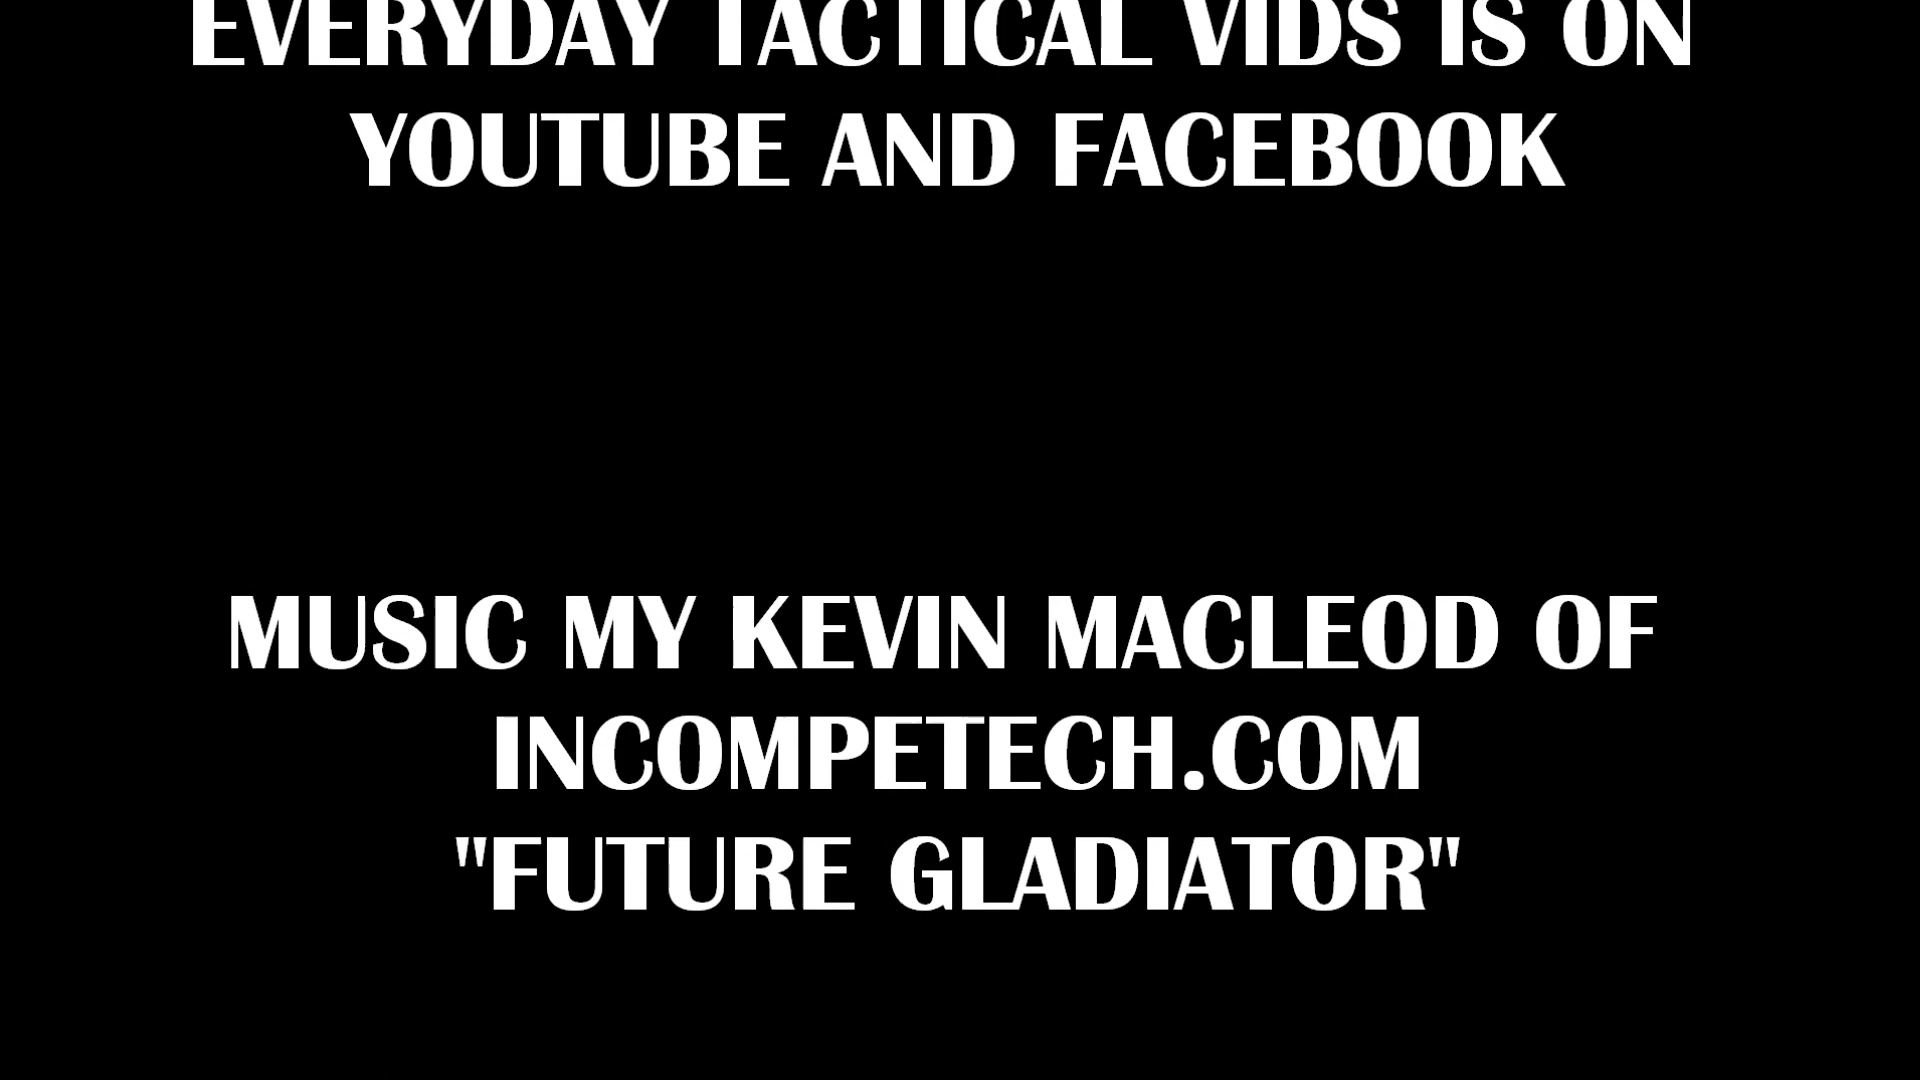 EVERYDAY TACTICAL VIDS IS ON
YOUTUBE AND FACEBOOK
MUSIC MY KEVIN MACLEOD OF
INCOMPETECH.COM
"FUTURE GLADIATOR"